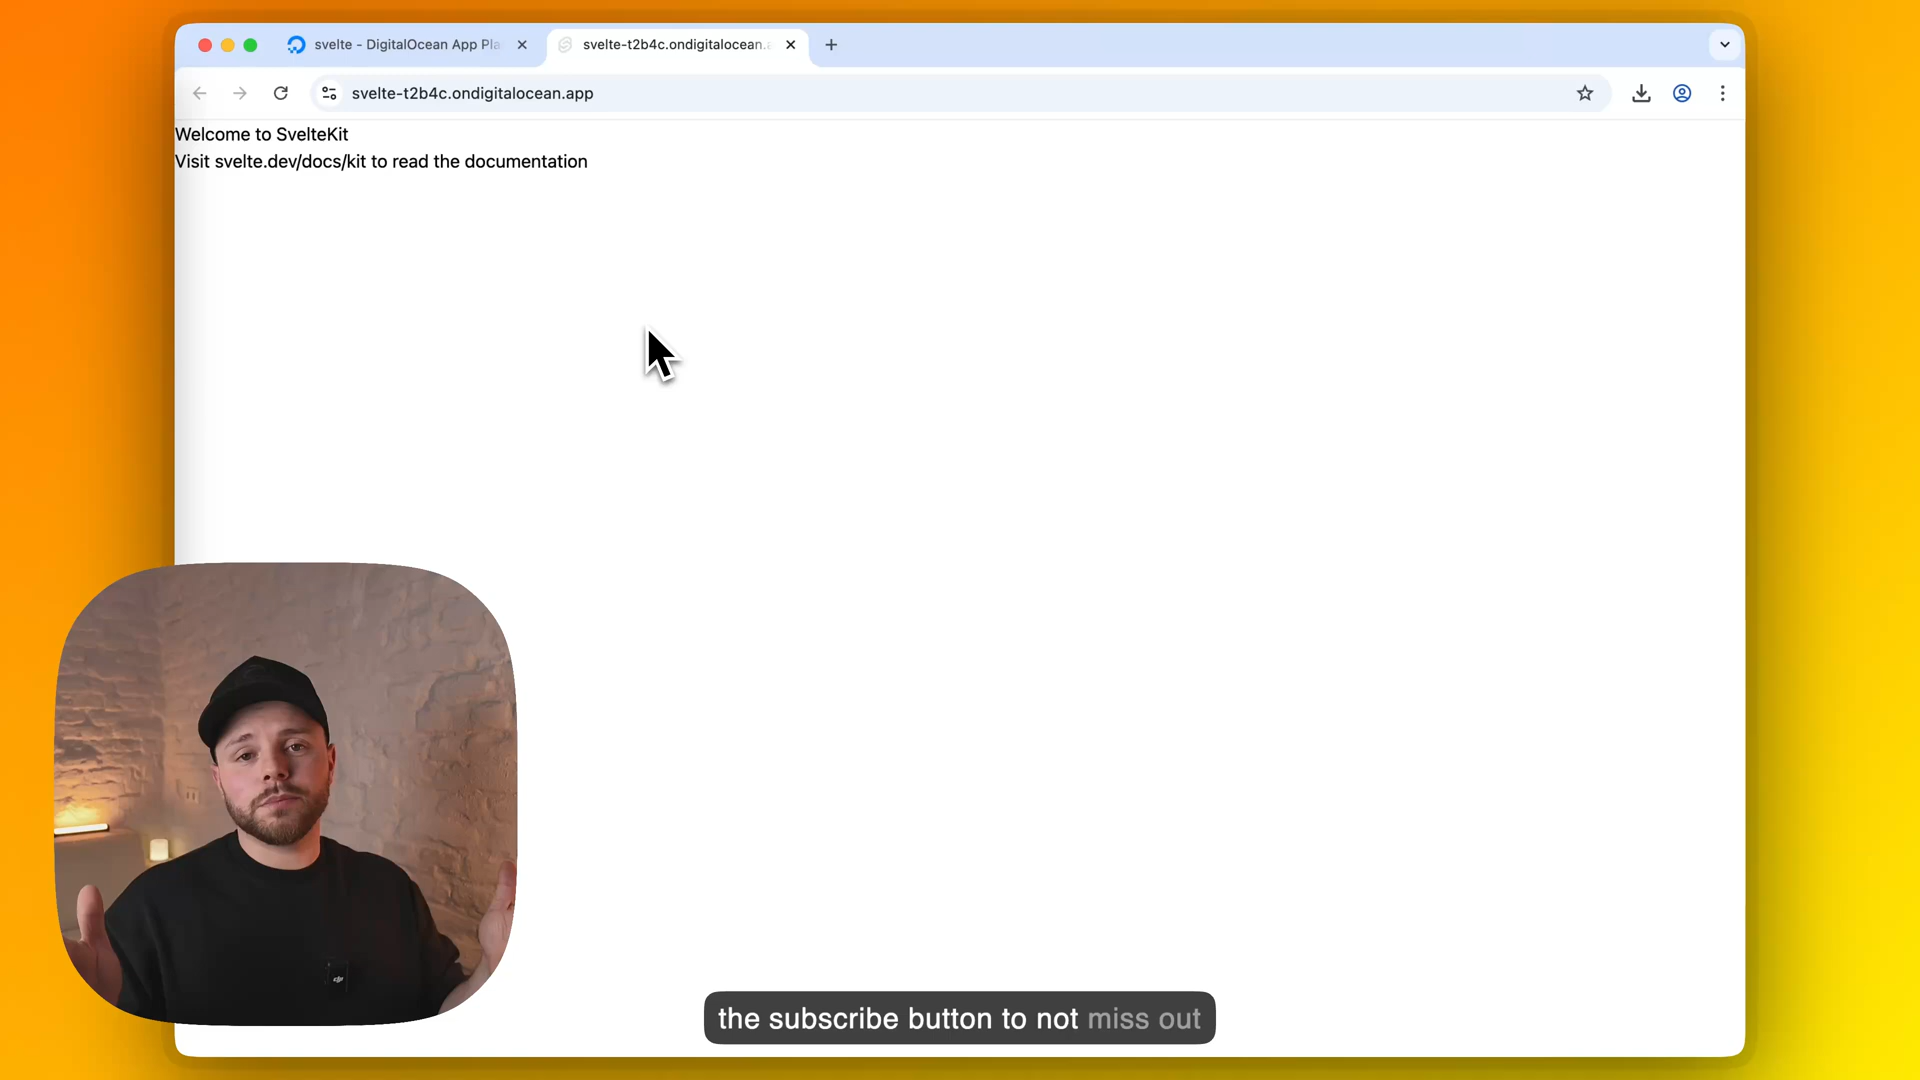 svelte - DigitalOcean App Pla
svelte-t2b4c.ondigitalocean.a
svelte-t2b4c.ondigitalocean.app
Welcome to SvelteKit
Visit svelte.dev/docs/kit to read the documentation
dji
the subscribe button to not miss out